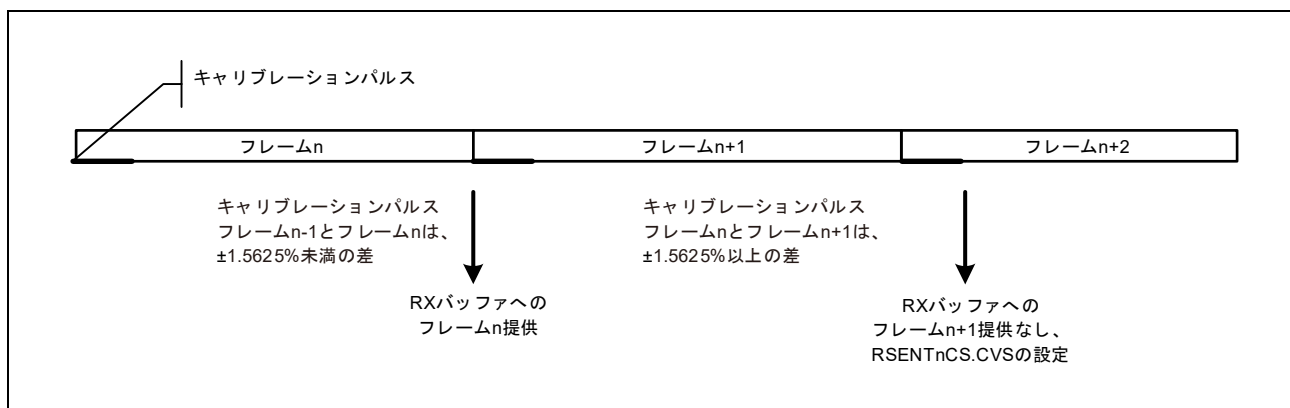 キャリブレーションパルス
フレームn
フレームn+1
フレームn+2
キャリブレーションパルス
フレームn-1とフレームnは、
±1.5625%未満の差
キャリブレーションパルス
フレームnとフレームn+1は、
±1.5625%以上の差
RXバッファへの
フレームn提供
RXバッファへの
フレームn+1提供なし、
RSENTnCS.CVSの設定